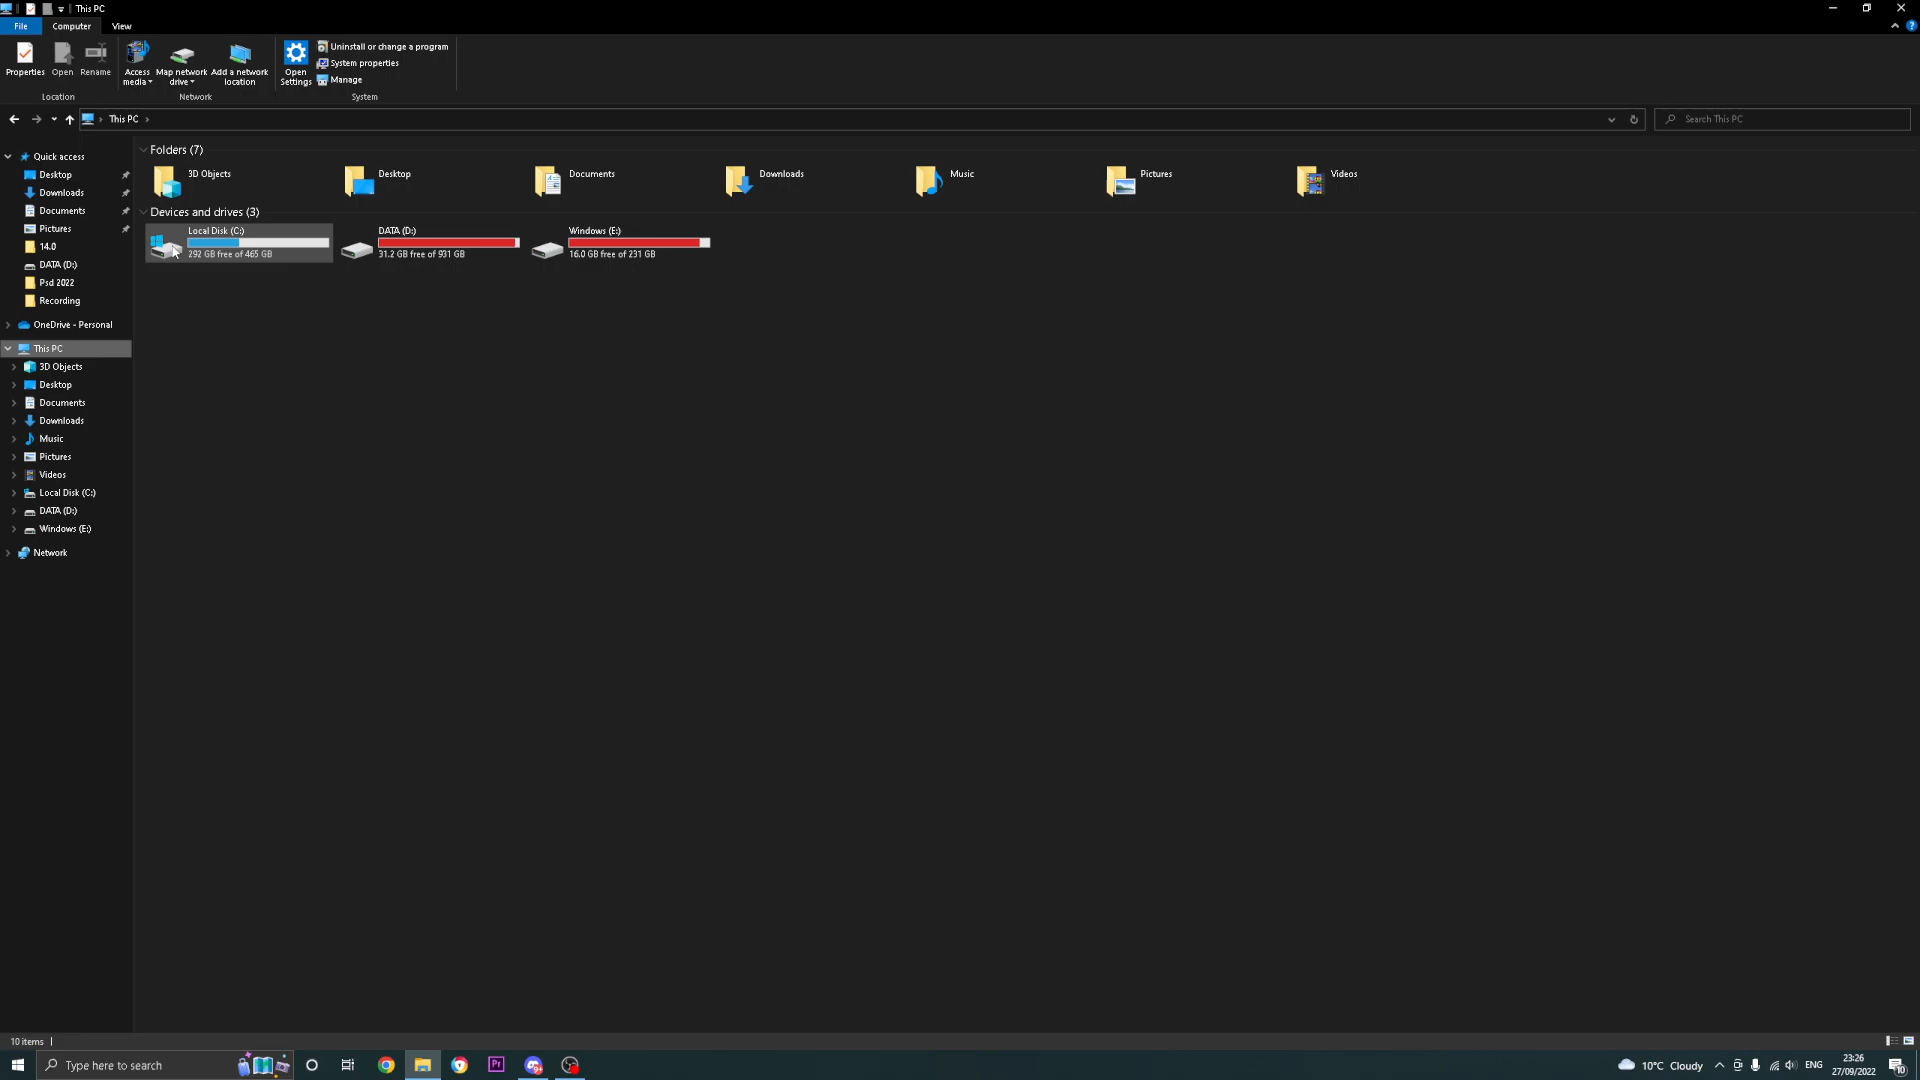 This PC
File Computer View
Properties Open Rename Access media Map network drive Add a network location Open Settings Uninstall or change a program
System properties
Manage
Location Network System
This PC
Search This PC
Quick access
Desktop
Downloads
Documents
Pictures
14.0
DATA (D:)
Psd 2022
Recording
OneDrive - Personal
This PC
3D Objects
Desktop
Documents
Downloads
Music
Pictures
Videos
Local Disk (C:)
DATA (D:)
Windows (E:)
Network
Folders (7)
3D Objects Desktop Documents Downloads Music Pictures Videos
Devices and drives (3)
Local Disk (C:)
292 GB free of 465 GB
DATA (D:)
31.2 GB free of 931 GB
Windows (E:)
16.0 GB free of 231 GB
10 items
Type here to search
Pr
9+
10°C Cloudy
ENG
23:26
27/09/2022
10